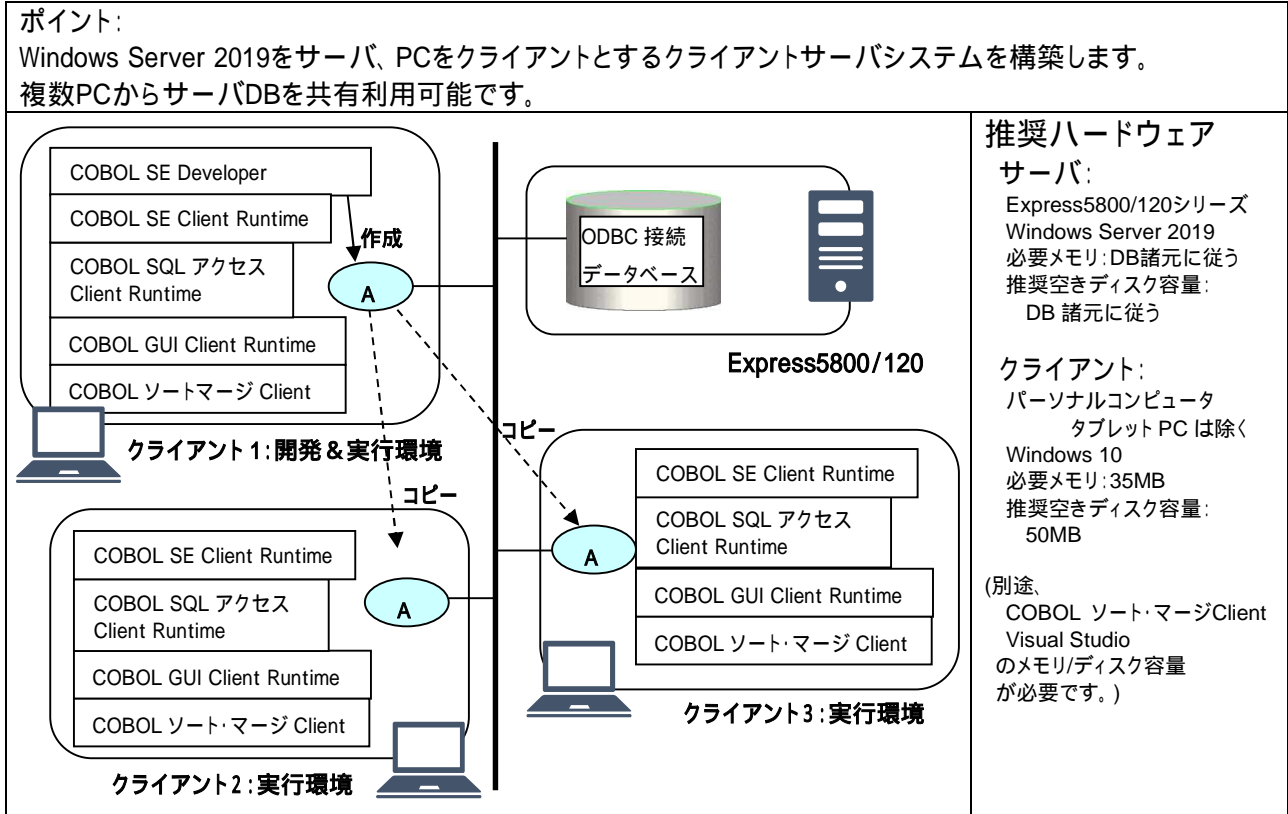 ポイント:
Windows Server 2019をサーバ、PCをクライアントとするクライアントサーバシステムを構築します。
複数PCからサーバDBを共有利用可能です。
COBOL SE Developer
COBOL SE Client Runtime
COBOL SQL アクセス
Client Runtime
COBOL GUI Client Runtime
COBOL ソートマージ Client
作成
A
クライアント1:開発&実行環境
ODBC 接続
データベース
Express5800/120
コピー
コピー
COBOL SE Client Runtime
COBOL SQL アクセス
Client Runtime
COBOL GUI Client Runtime
COBOL ソート・マージ Client
A
クライアント2:実行環境
COBOL SE Client Runtime
COBOL SQL アクセス
Client Runtime
COBOL GUI Client Runtime
COBOL ソート・マージ Client
A
クライアント3:実行環境
推奨ハードウェア
サーバ:
Express5800/120シリーズ
Windows Server 2019
必要メモリ:DB諸元に従う
推奨空きディスク容量:
DB 諸元に従う
クライアント:
パーソナルコンピュータ
タブレット PC は除く
Windows 10
必要メモリ:35MB
推奨空きディスク容量:
50MB
(別途、
COBOL ソート・マージClient
Visual Studio
のメモリ/ディスク容量
が必要です。)